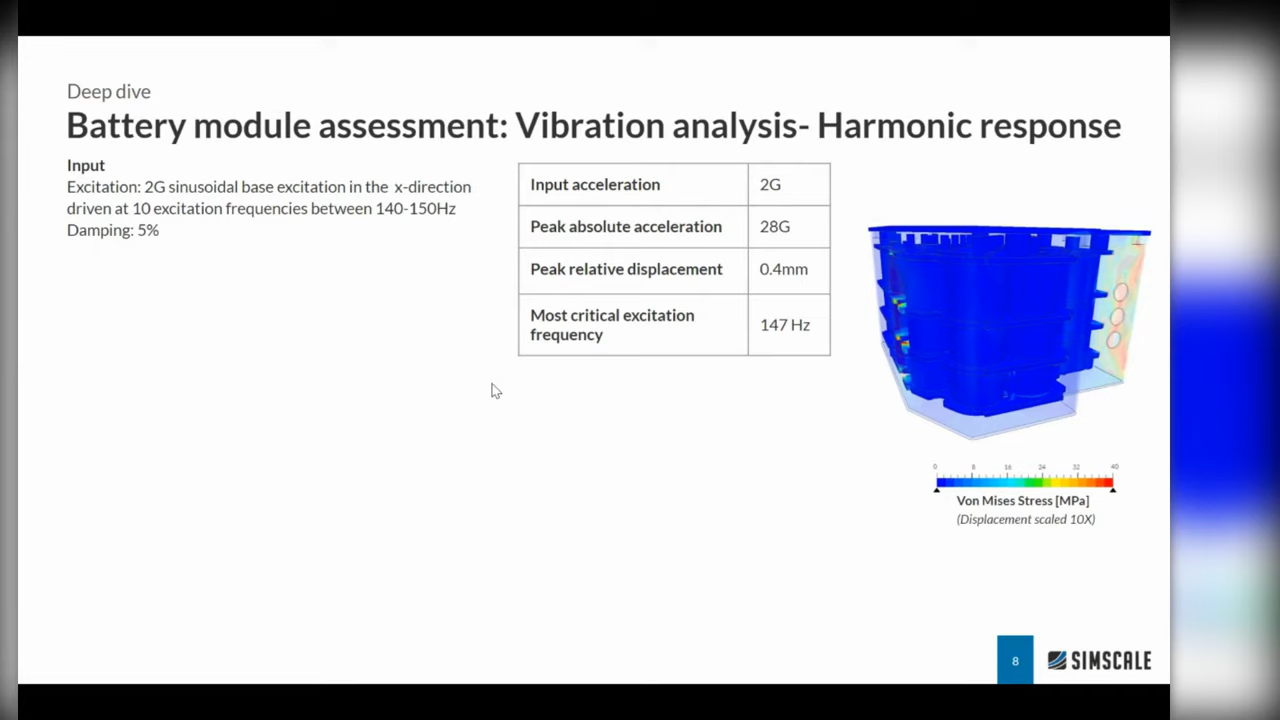 Deep dive
Battery module assessment: Vibration analysis- Harmonic response
Input
Excitation: 2G sinusoidal base excitation in the x-direction
driven at 10 excitation frequencies between 140-150Hz
Damping: 5%
Input acceleration 2G
Peak absolute acceleration 28G
Peak relative displacement 0.4mm
Most critical excitation
frequency
147 Hz
0 8 16 24 32 40
Von Mises Stress [MPa]
(Displacement scaled 10X)
8
SIMSCALE